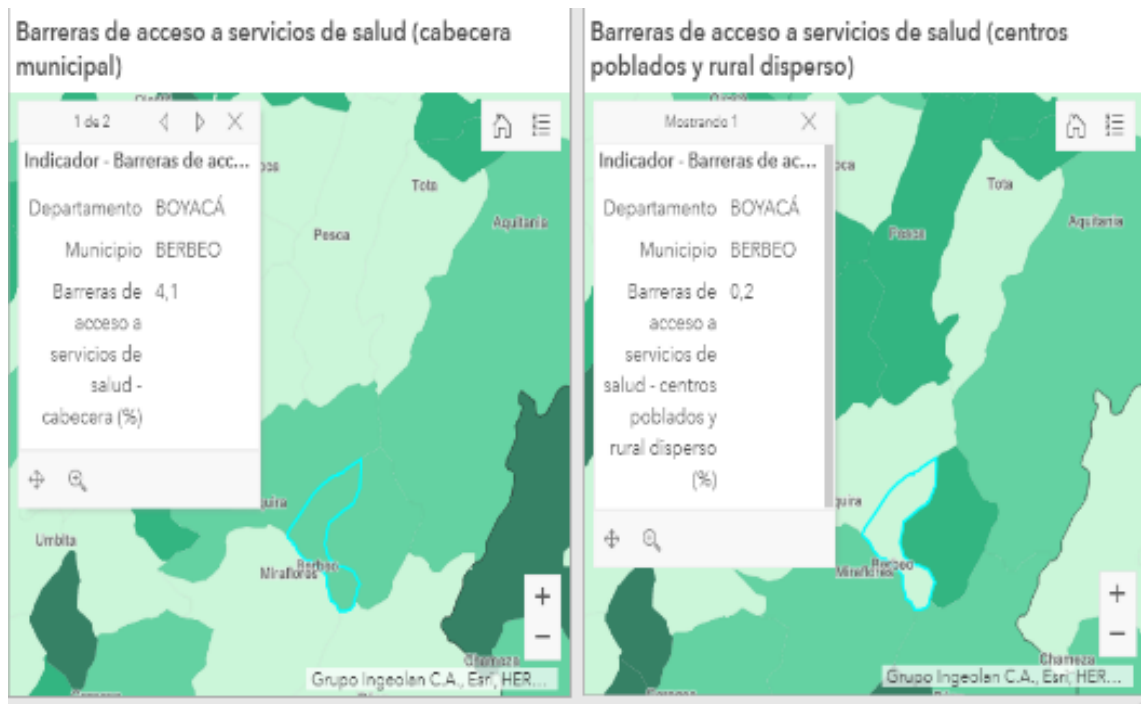 Barreras de acceso a servicios de salud (cabecera
municipal)
1 de 2
Indicador - Barreras de acc...
Departamento BOYACÁ
Municipio BERBEO
Barreras de 4,1
acceso a
servicios de
salud -
cabecera (%)
Tota
Pesca
Aquitania
quira
Umbita
Berbeo
Miraflores
Chameza
Grupo Ingeolan C.A., Esri, HER...
Barreras de acceso a servicios de salud (centros
poblados y rural disperso)
Mostrando 1
Indicador - Barreras de ac...
Departamento BOYACÁ
Municipio BERBEO
Barreras de 0,2
acceso a
servicios de
salud - centros
poblados y
rural disperso
(%)
Tota
Aquitania
Pesca
quira
Berbeo
Miraflores
Chameza
Grupo Ingeolan C.A., Esri, HER...